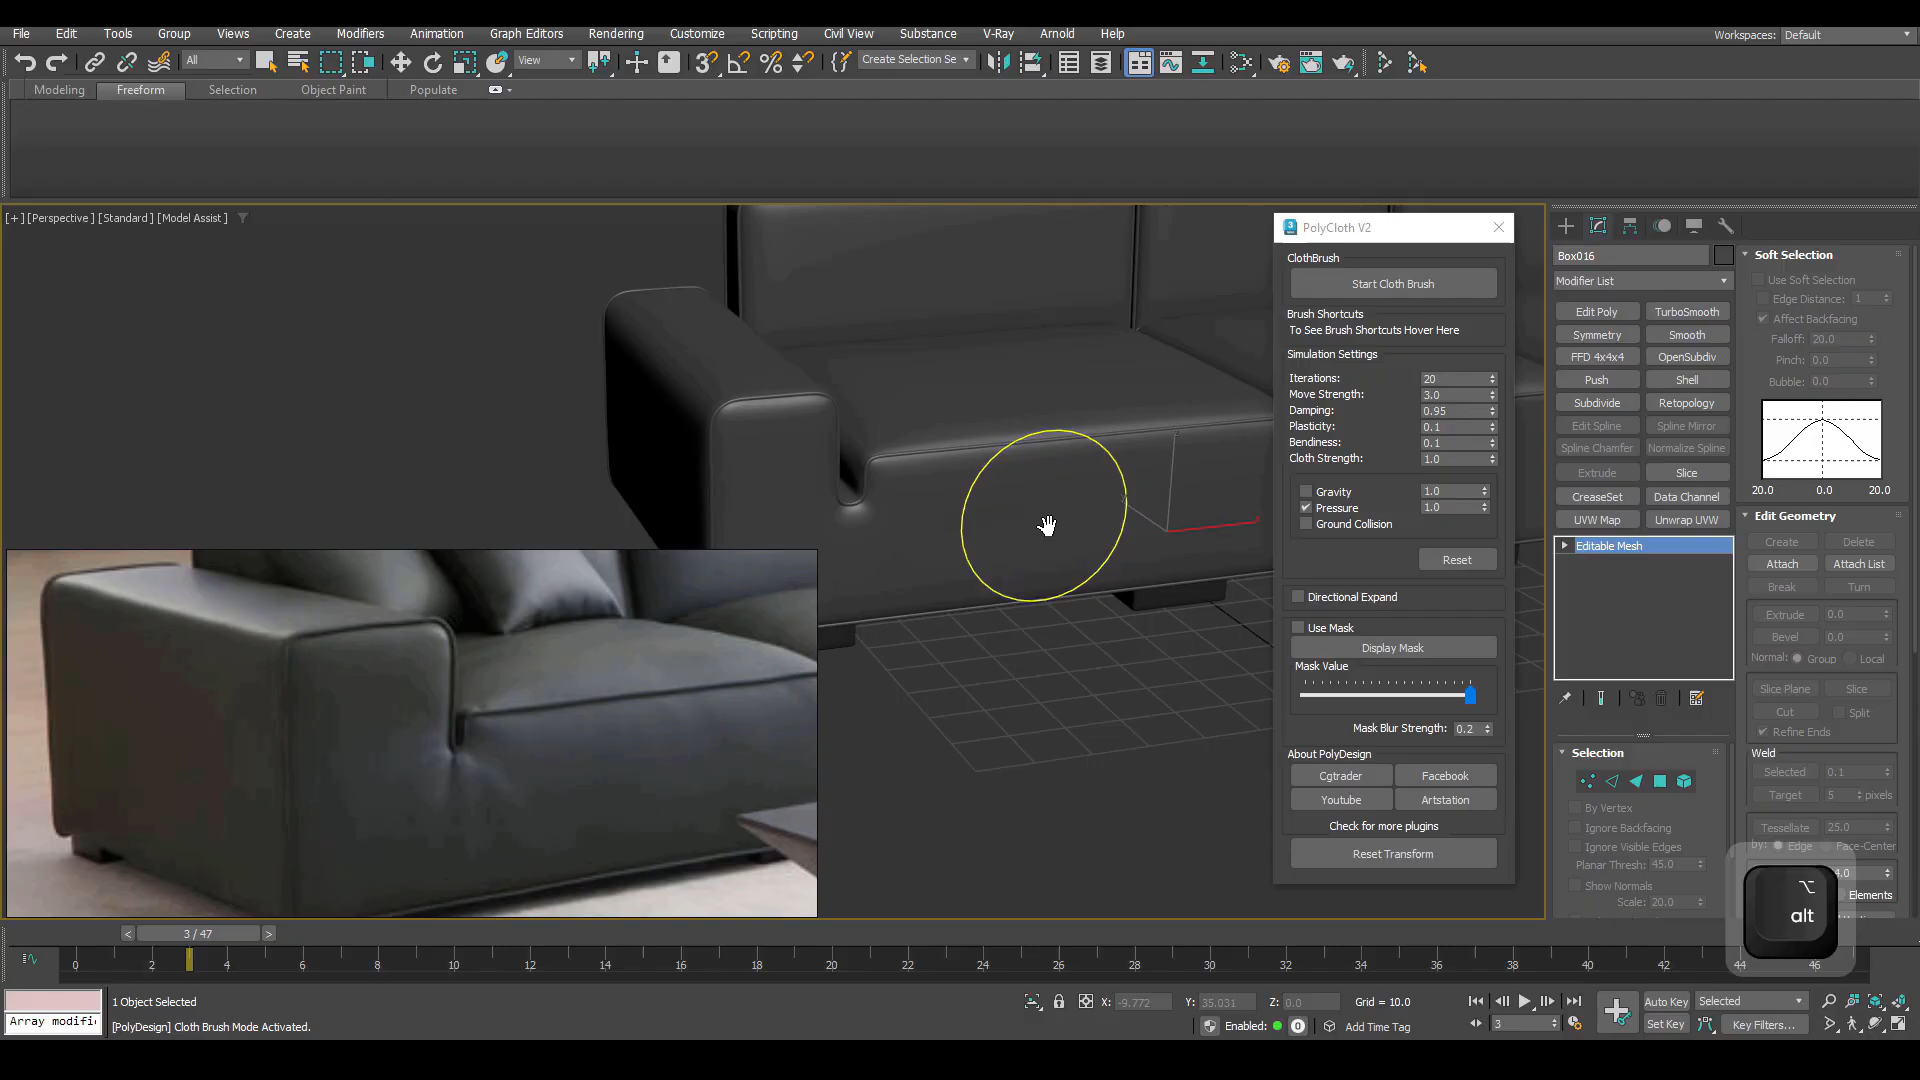 File Edit Tools Group Views Create Modifiers Animation Graph Editors Rendering Customize Scripting Civil View Substance V-Ray Arnold Help
Workspaces: Default
All View Create Selection Se
Modeling Freeform Selection Object Paint Populate
[+] [Perspective] [Standard] [Model Assist]
PolyCloth V2
ClothBrush
Start Cloth Brush
Brush Shortcuts
To See Brush Shortcuts Hover Here
Simulation Settings
Iterations: 20
Move Strength: 3.0
Damping: 0.95
Plasticity: 0.1
Bendiness: 0.1
Cloth Strength: 1.0
Gravity 1.0
Pressure 1.0
Ground Collision
Reset
Directional Expand
Use Mask
Display Mask
Mask Value
Mask Blur Strength: 0.2
About PolyDesign
Cgtrader Facebook
Youtube Artstation
Check for more plugins
Reset Transform
Box016
Modifier List
Edit Poly TurboSmooth
Symmetry Smooth
FFD 4x4x4 OpenSubdiv
Push Shell
Subdivide Retopology
Edit Spline Spline Mirror
Spline Chamfer Normalize Spline
Extrude Slice
CreaseSet Data Channel
UVW Map Unwrap UVW
Editable Mesh
Selection
By Vertex
Ignore Backfacing
Ignore Visible Edges
Planar Thresh: 45.0
Show Normals
Scale: 20.0
Soft Selection
Use Soft Selection
Edge Distance: 1
Affect Backfacing
Falloff: 20.0
Pinch: 0.0
Bubble: 0.0
20.0 0.0 20.0
Edit Geometry
Create Delete
Attach Attach List
Break Turn
Extrude 0.0
Bevel 0.0
Normal: Group Local
Slice Plane Slice
Cut Split
Refine Ends
Weld
Selected 0.1
Target 5 pixels
Tessellate 25.0
by: Edge Face-Center
4.0
Elements
alt
3 / 47
0 2 4 6 8 10 12 14 16 18 20 22 24 26 28 30 32 34 36 38 40 42 44 46
1 Object Selected
Array modifi
[PolyDesign] Cloth Brush Mode Activated.
X: -9.772 Y: 35.031 Z: 0.0 Grid = 10.0
Enabled: 0 Add Time Tag
3
Auto Key Selected
Set Key Key Filters...